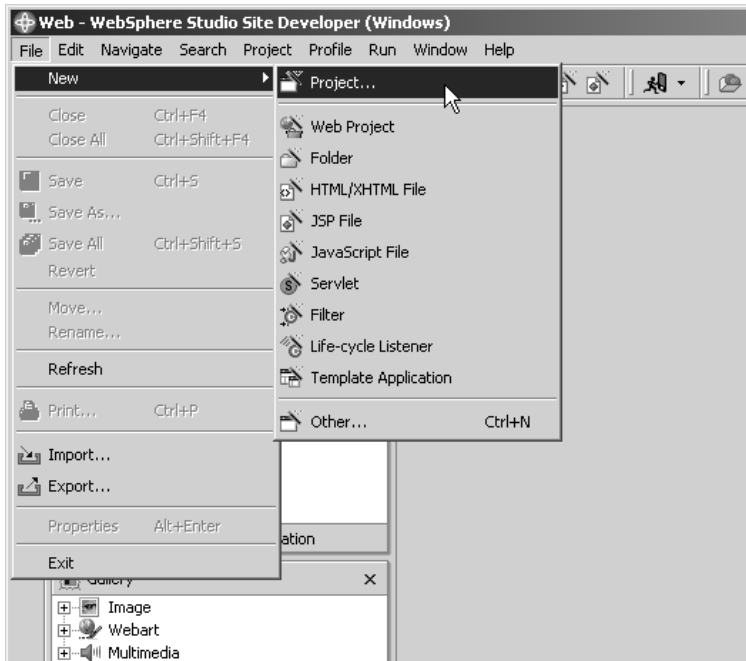 Web - WebSphere Studio Site Developer (Windows)
File Edit Navigate Search Project Profile Run Window Help
New
Close Ctrl+F4
Close All Ctrl+Shift+F4
Save Ctrl+S
Save As...
Save All Ctrl+Shift+S
Revert
Move...
Rename...
Refresh
Print... Ctrl+P
Import...
Export...
Properties Alt+Enter
Exit
Project...
Web Project
Folder
HTML/XHTML File
JSP File
JavaScript File
Servlet
Filter
Life-cycle Listener
Template Application
Other... Ctrl+N
ation
Gallery
Image
Webart
Multimedia